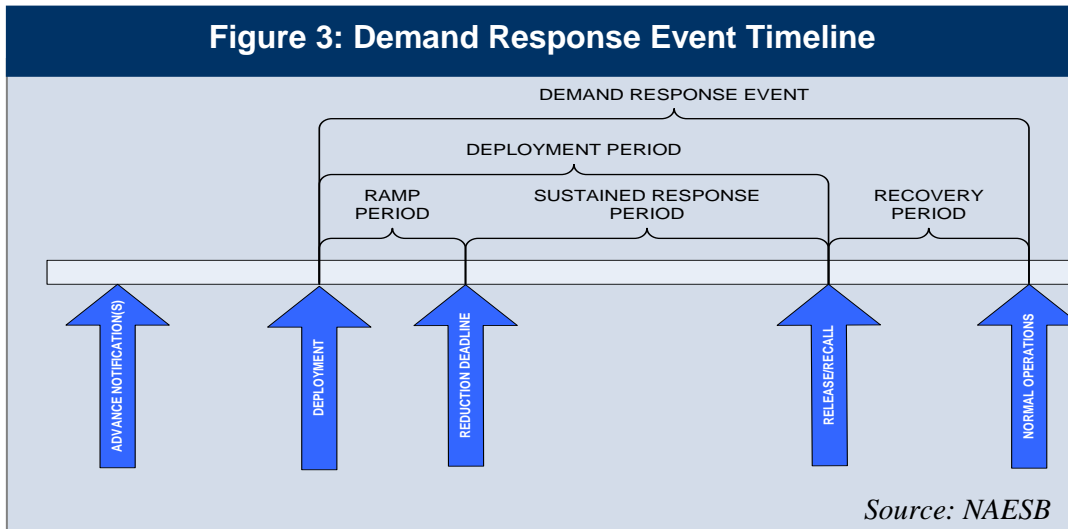 Figure 3: Demand Response Event Timeline
DEMAND RESPONSE EVENT
DEPLOYMENT PERIOD
RAMP
PERIOD
SUSTAINED RESPONSE
PERIOD
RECOVERY
PERIOD
ADVANCE NOTIFICATION(S)
DEPLOYMENT
REDUCTION DEADLINE
RELEASE/RECALL
NORMAL OPERATIONS
Source: NAESB